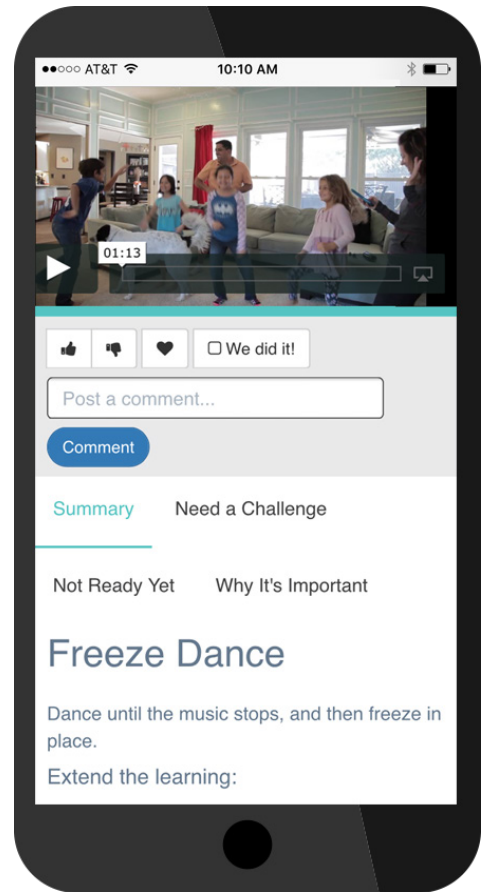 AT&T 10:10 AM
01:13
We did it!
Post a comment...
Comment
Summary Need a Challenge
Not Ready Yet Why It's Important
Freeze Dance
Dance until the music stops, and then freeze in
place.
Extend the learning: